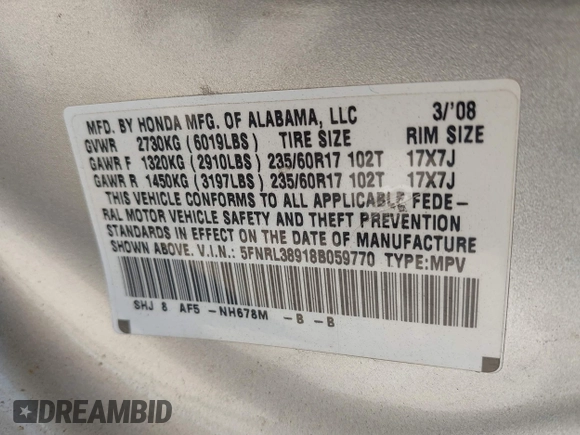 MFD. BY HONDA MFG. OF ALABAMA, LLC 3/'08
GVWR 2730KG (6019LBS) TIRE SIZE RIM SIZE
GAWR F 1320KG (2910LBS) 235/60R17 102T 17X7J
GAWR R 1450KG (3197LBS) 235/60R17 102T 17X7J
THIS VEHICLE CONFORMS TO ALL APPLICABLE FEDE-
RAL MOTOR VEHICLE SAFETY AND THEFT PREVENTION
STANDARDS IN EFFECT ON THE DATE OF MANUFACTURE
SHOWN ABOVE. V.I.N.: 5FNRL38918B059770 TYPE:MPV
SHJ 8 AF5 -NH678M -B -B
DREAMBID